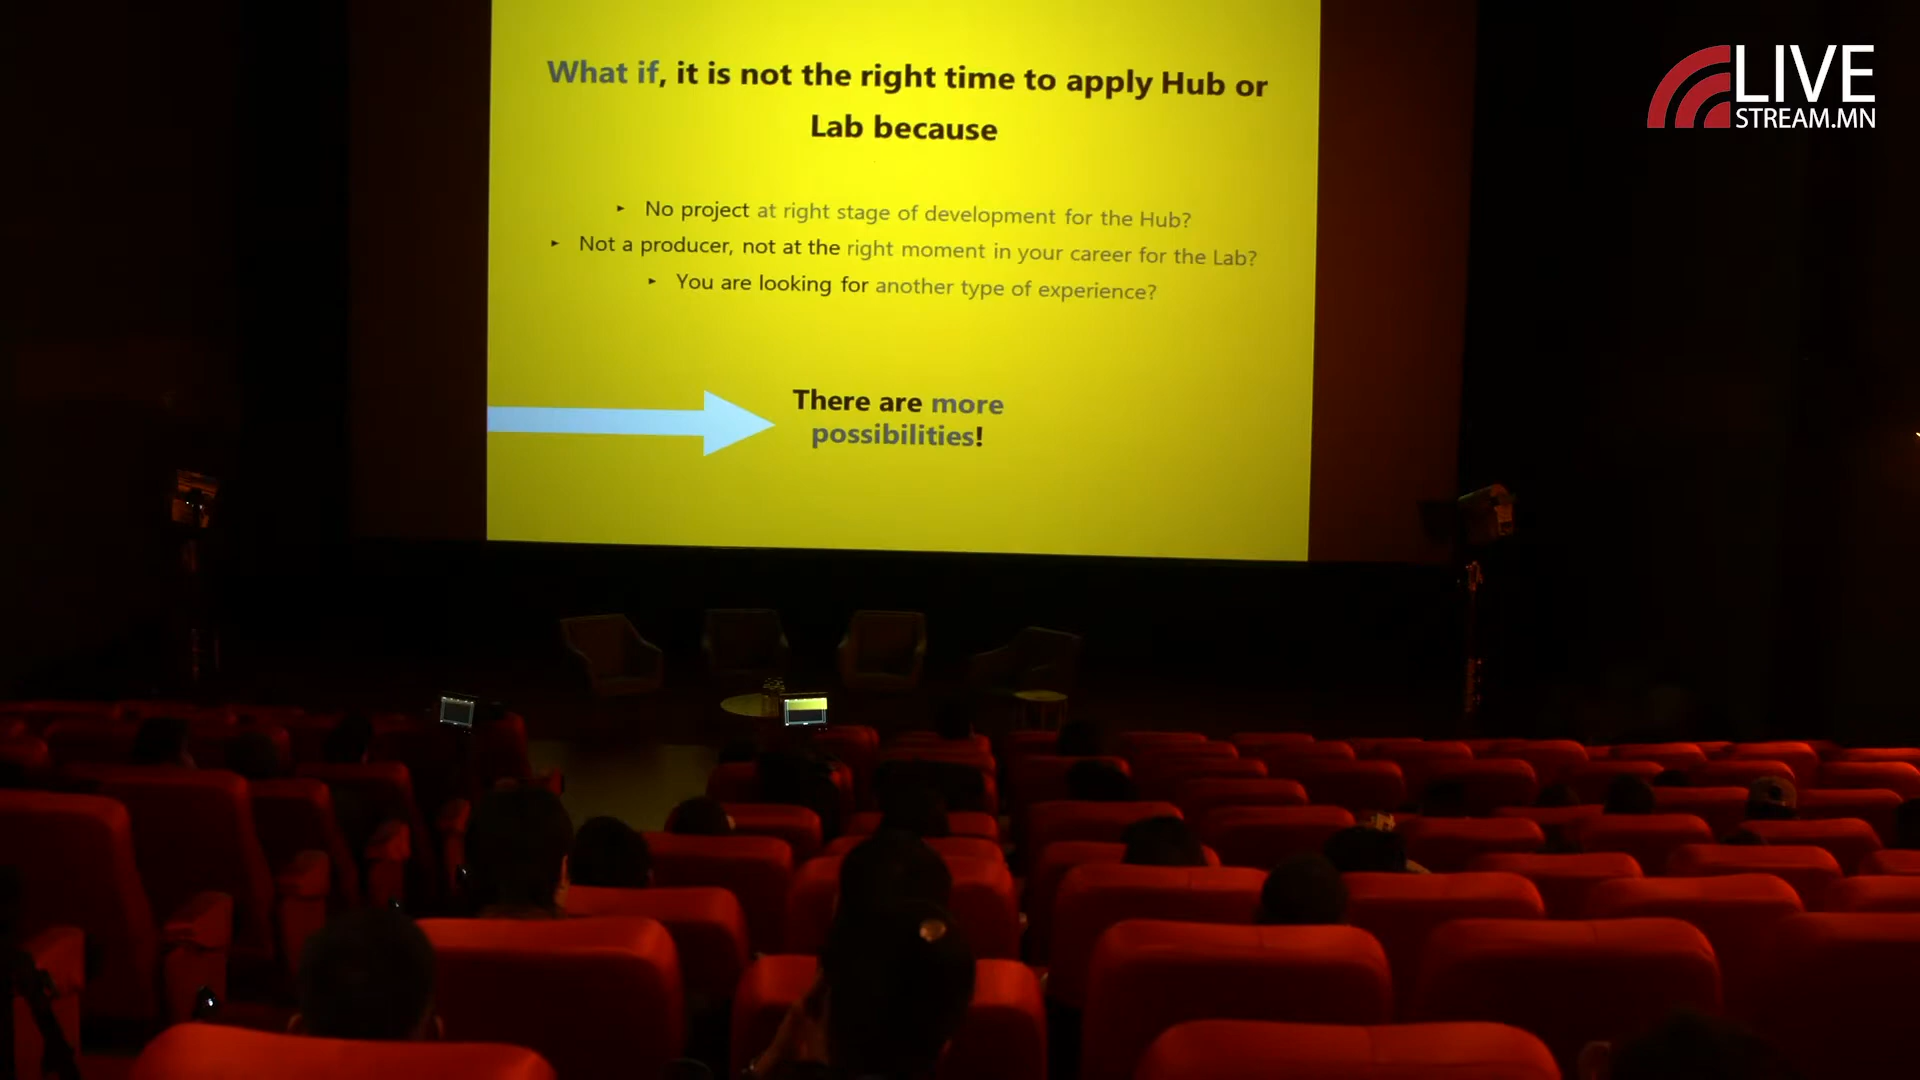 What if, it is not the right time to apply Hub or
Lab because
‣ No project at right stage of development for the Hub?
‣ Not a producer, not at the right moment in your career for the Lab?
‣ You are looking for another type of experience?
There are more
possibilities!
LIVE
STREAM.MN